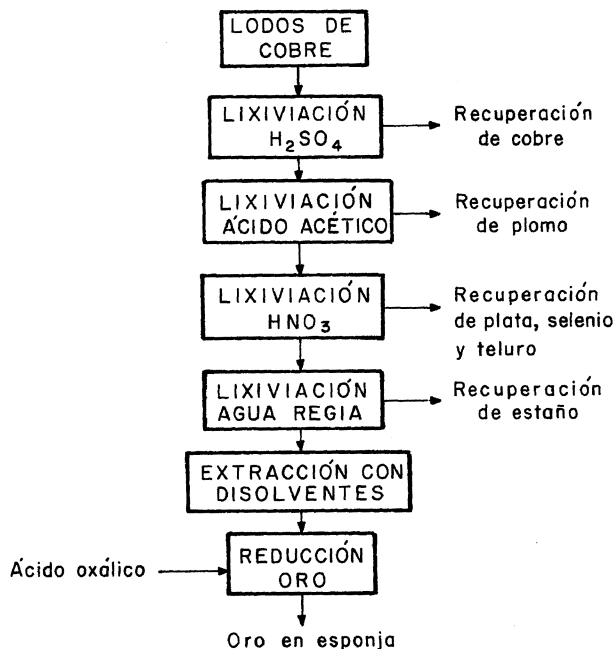 LODOS DE
COBRE
LIXIVIACIÓN
H₂SO₄
Recuperación
de cobre
LIXIVIACIÓN
ÁCIDO ACÉTICO
Recuperación
de plomo
LIXIVIACIÓN
HNO₃
Recuperación
de plata, selenio
y teluro
LIXIVIACIÓN
AGUA REGIA
Recuperación
de estaño
EXTRACCIÓN CON
DISOLVENTES
Ácido oxálico
REDUCCIÓN
ORO
Oro en esponja